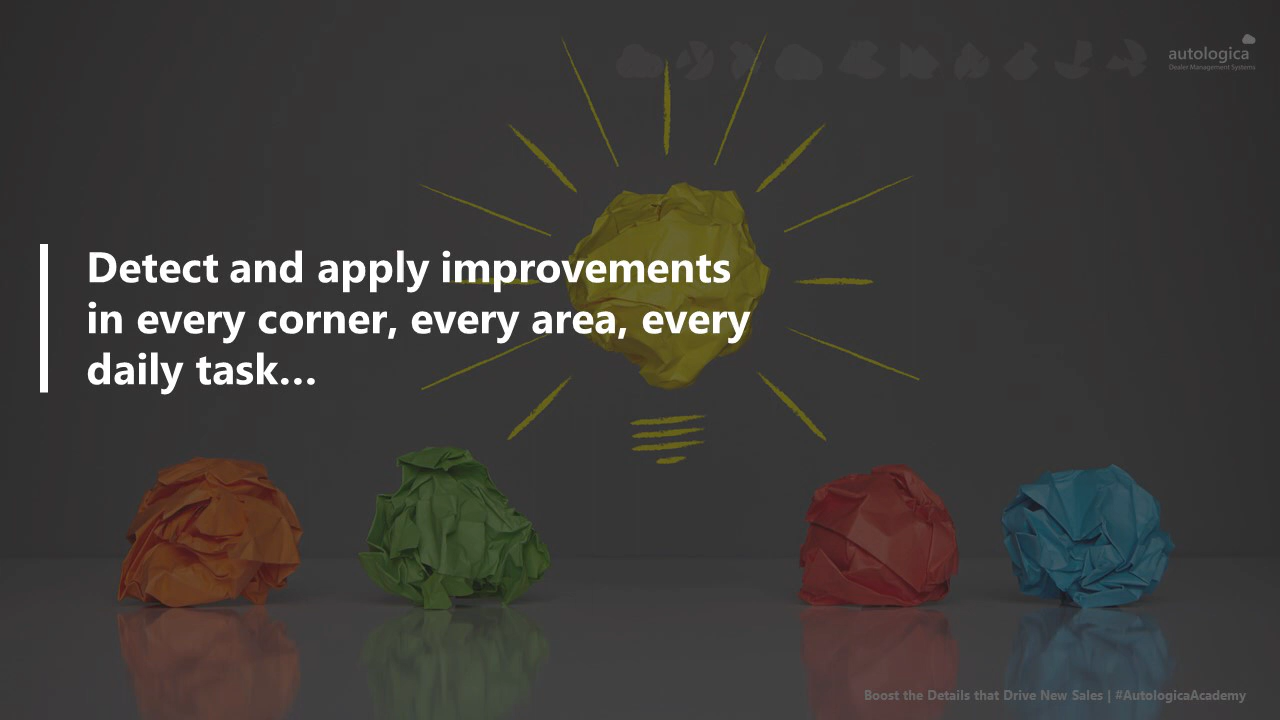 autologica
Dealer Management Systems
Detect and apply improvements
in every corner, every area, every
daily task...
Boost the Details that Drive New Sales | #AutologicaAcademy